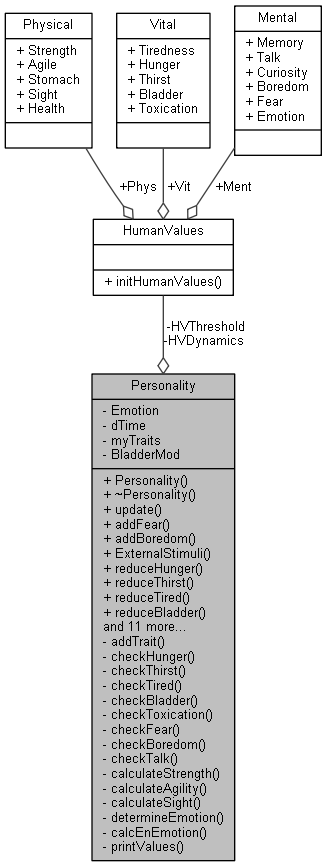 Physical
+ Strength
+ Agile
+ Stomach
+ Sight
+ Health
Vital
+ Tiredness
+ Hunger
+ Thirst
+ Bladder
+ Toxication
Mental
+ Memory
+ Talk
+ Curiosity
+ Boredom
+ Fear
+ Emotion
+Phys
+Vit
+Ment
HumanValues
+ initHumanValues()
-HVThreshold
-HVDynamics
Personality
- Emotion
- dTime
- myTraits
- BladderMod
+ Personality()
+ ~Personality()
+ update()
+ addFear()
+ addBoredom()
+ ExternalStimuli()
+ reduceHunger()
+ reduceThirst()
+ reduceTired()
+ reduceBladder()
and 11 more...
- addTrait()
- checkHunger()
- checkThirst()
- checkTired()
- checkBladder()
- checkToxication()
- checkFear()
- checkBoredom()
- checkTalk()
- calculateStrength()
- calculateAgility()
- calculateSight()
- determineEmotion()
- calcEnEmotion()
- printValues()